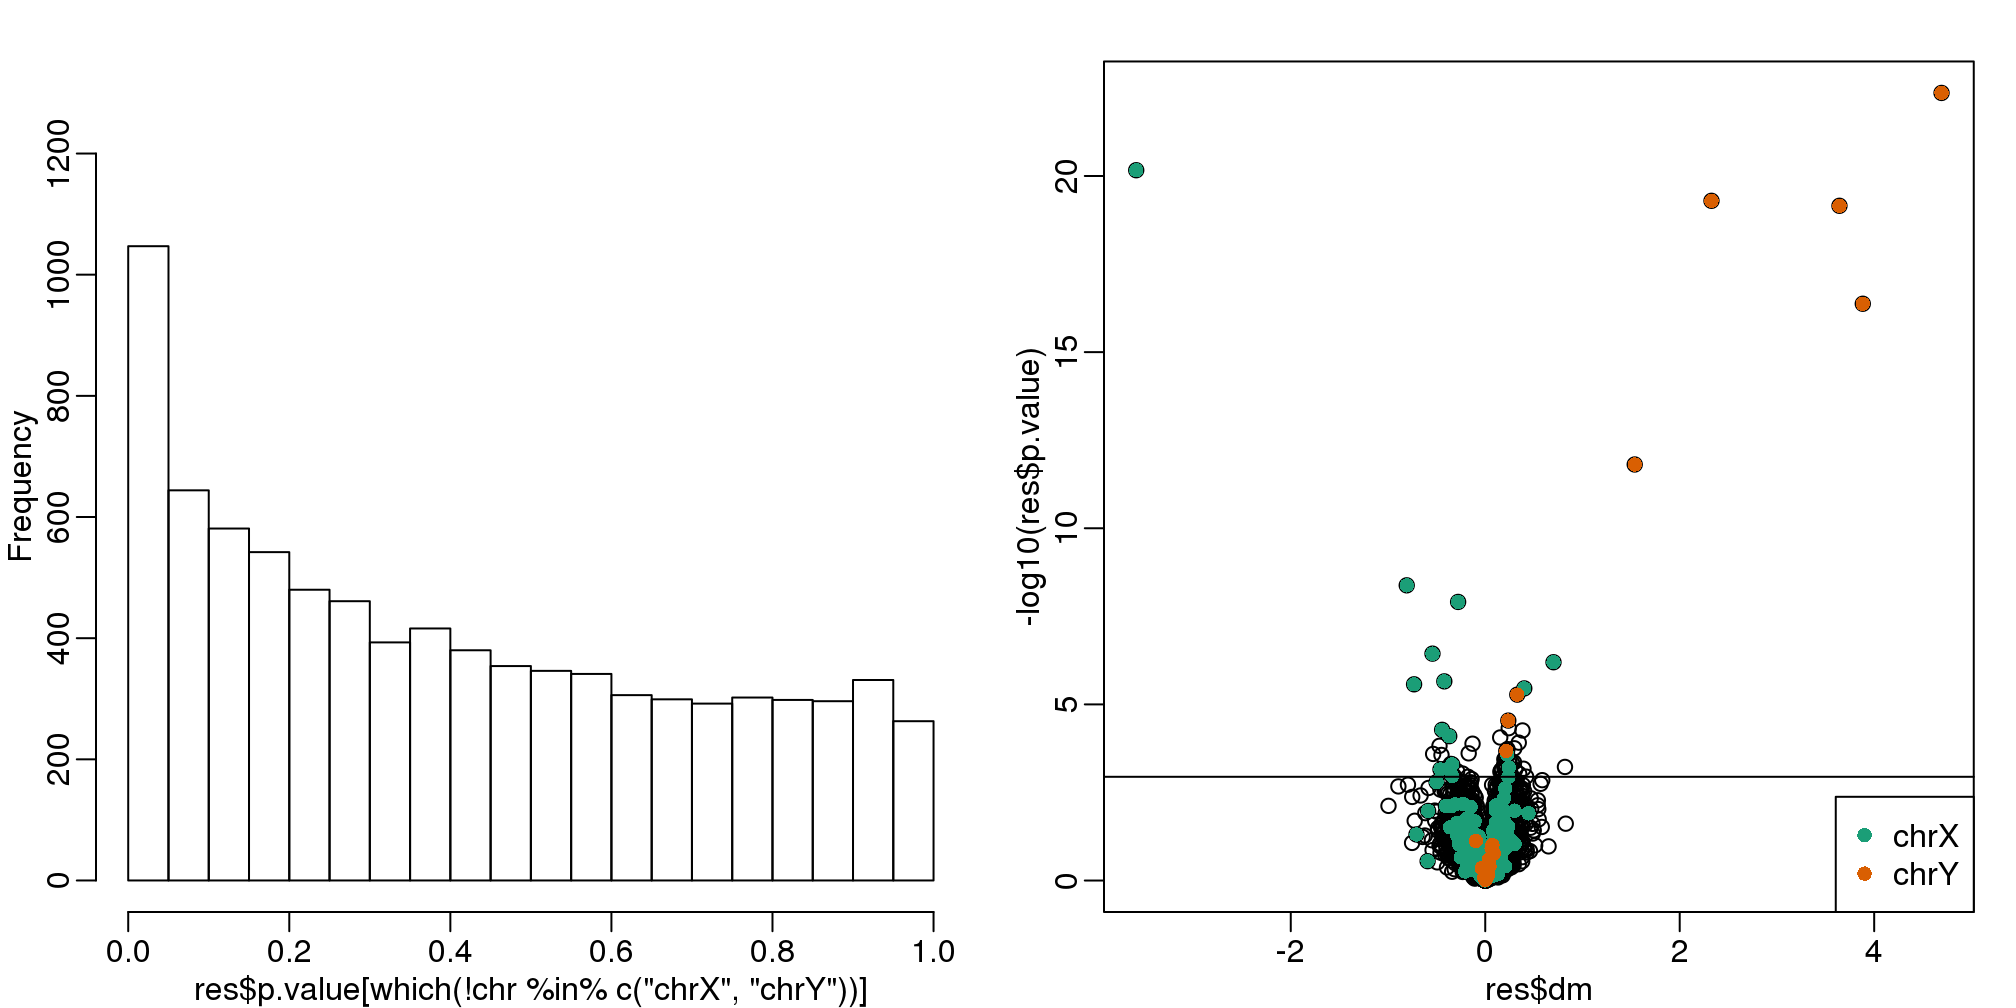 Frequency
0
200
400
600
800
1000
1200
0.0 0.2 0.4 0.6 0.8 1.0
res$p.value[which(!chr %in% c("chrX", "chrY"))]
-log10(res$p.value)
0
5
10
15
20
-2 0 2 4
res$dm
chrX
chrY